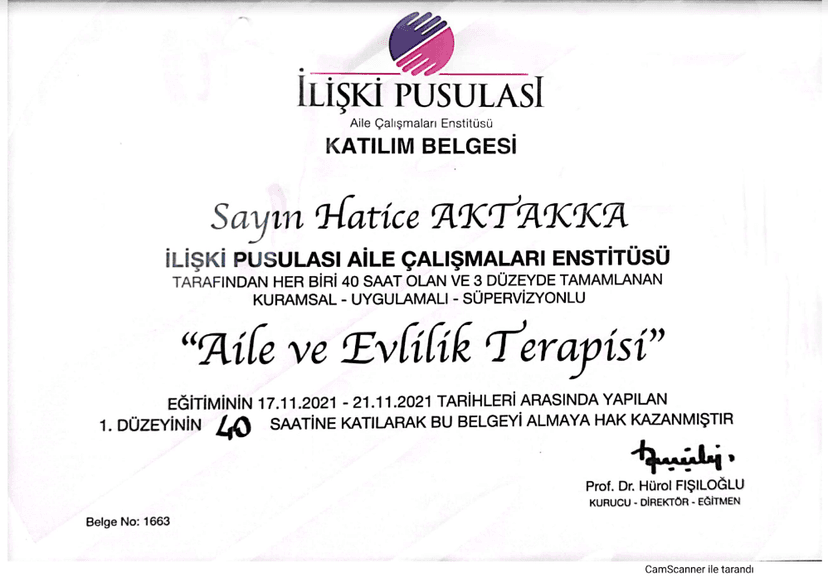 İLİŞKİ PUSULASI
Aile Çalışmaları Enstitüsü
KATILIM BELGESİ
Sayın Hatice AKTAKKA
İLİŞKİ PUSULASI AİLE ÇALIŞMALARI ENSTİTÜSÜ
TARAFINDAN HER BİRİ 40 SAAT OLAN VE 3 DÜZEYDE TAMAMLANAN
KURAMSAL - UYGULAMALI - SÜPERVİZYONLU
“Aile ve Evlilik Terapisi”
EĞİTİMİNİN 17.11.2021 - 21.11.2021 TARİHLERİ ARASINDA YAPILAN
1. DÜZEYİNİN 40 SAATİNE KATILARAK BU BELGEYİ ALMAYA HAK KAZANMIŞTIR
Prof. Dr. Hürol FIŞILOĞLU
KURUCU - DİREKTÖR - EĞİTMEN
Belge No: 1663
CamScanner ile tarandı